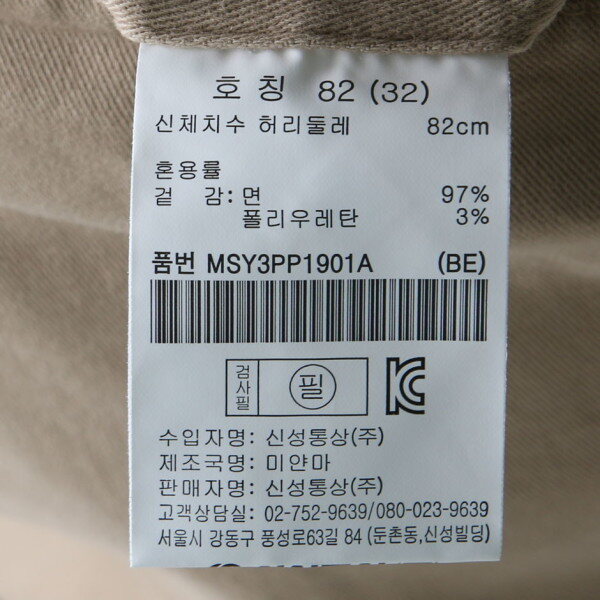 호 칭 82 (32)
신체치수 허리둘레 82cm
혼용률
겉 감: 면 97%
폴리우레탄 3%
품번 MSY3PP1901A (BE)
검사필 필
수입자명: 신성통상(주)
제조국명: 미얀마
판매자명: 신성통상(주)
고객상담실: 02-752-9639/080-023-9639
서울시 강동구 풍성로63길 84 (둔촌동,신성빌딩)